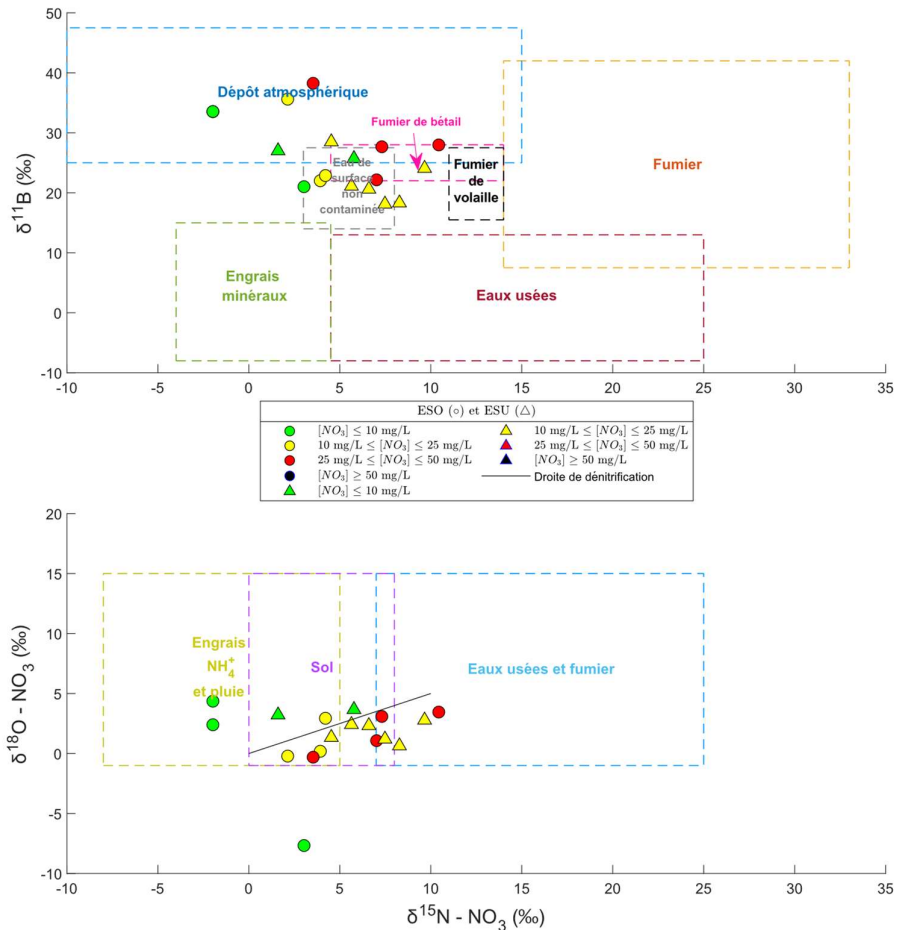 50
40
30
20
10
0
-10
δ¹¹B (‰)
Dépôt atmosphérique
Fumier de bétail
Eau de
surface
non
contaminée
Fumier
de
volaille
Fumier
Engrais
minéraux
Eaux usées
-10 -5 0 5 10 15 20 25 30 35
ESO (○) et ESU (△)
[NO₃] ≤ 10 mg/L
10 mg/L ≤ [NO₃] ≤ 25 mg/L
25 mg/L ≤ [NO₃] ≤ 50 mg/L
[NO₃] ≥ 50 mg/L
[NO₃] ≤ 10 mg/L
10 mg/L ≤ [NO₃] ≤ 25 mg/L
25 mg/L ≤ [NO₃] ≤ 50 mg/L
[NO₃] ≥ 50 mg/L
Droite de dénitrification
20
15
10
5
0
-5
-10
δ¹⁸O - NO₃ (‰)
Engrais
NH₄⁺
et pluie
Sol
Eaux usées et fumier
-10 -5 0 5 10 15 20 25 30 35
δ¹⁵N - NO₃ (‰)